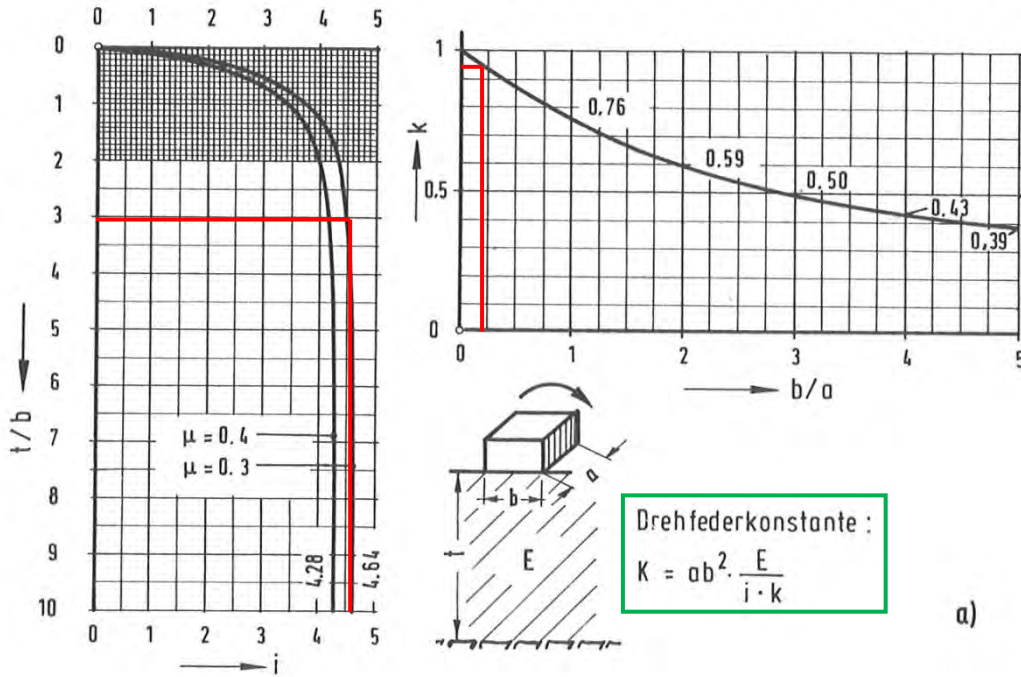 0 1 2 3 4 5
0
1
2
3
4
5
6
7
8
9
10
t/b
μ = 0.4
μ = 0.3
4.28
4.64
0 1 2 3 4 5
i
1
k
0.5
0
0.76
0.59
0.50
0.43
0,39
0 1 2 3 4 5
b/a
b
a
t
E
Drehfederkonstante :
K = ab² · E
i · k
a)